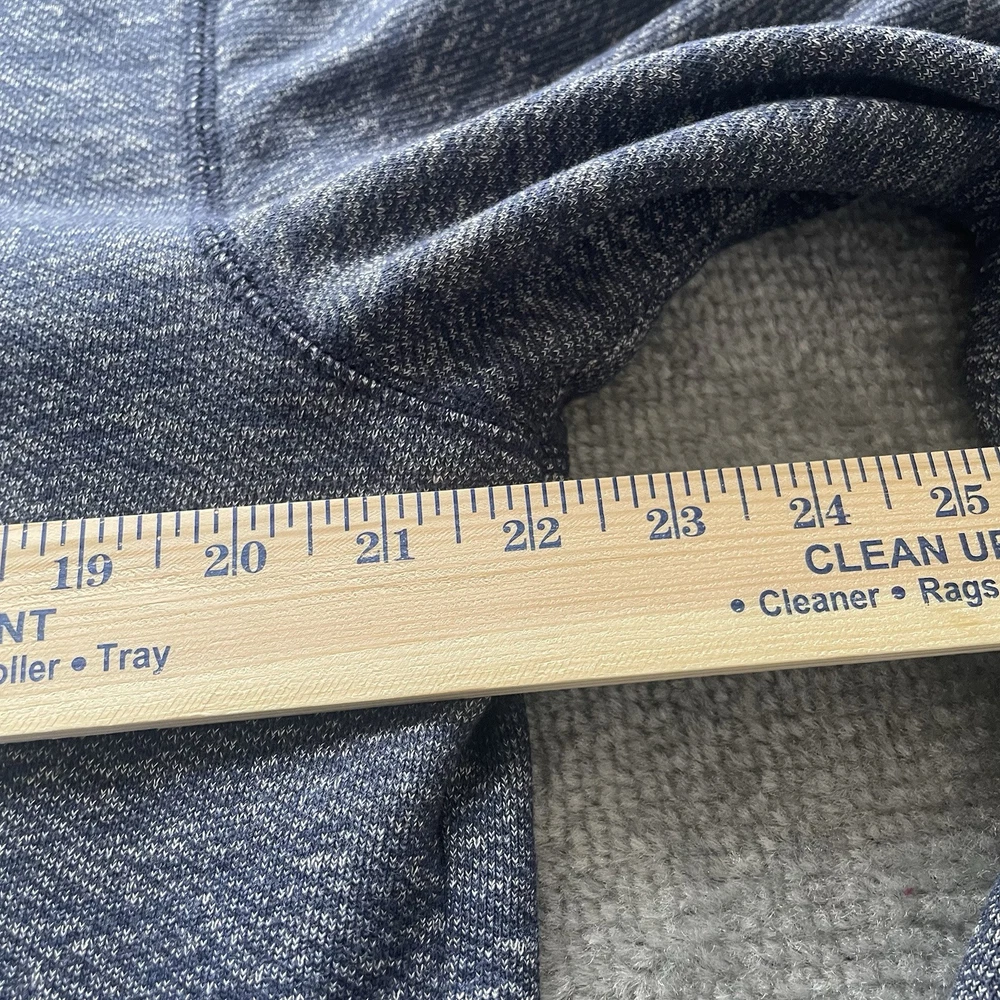 19 20 21 22 23 24 25
NT CLEAN UP
oller • Tray • Cleaner • Rags